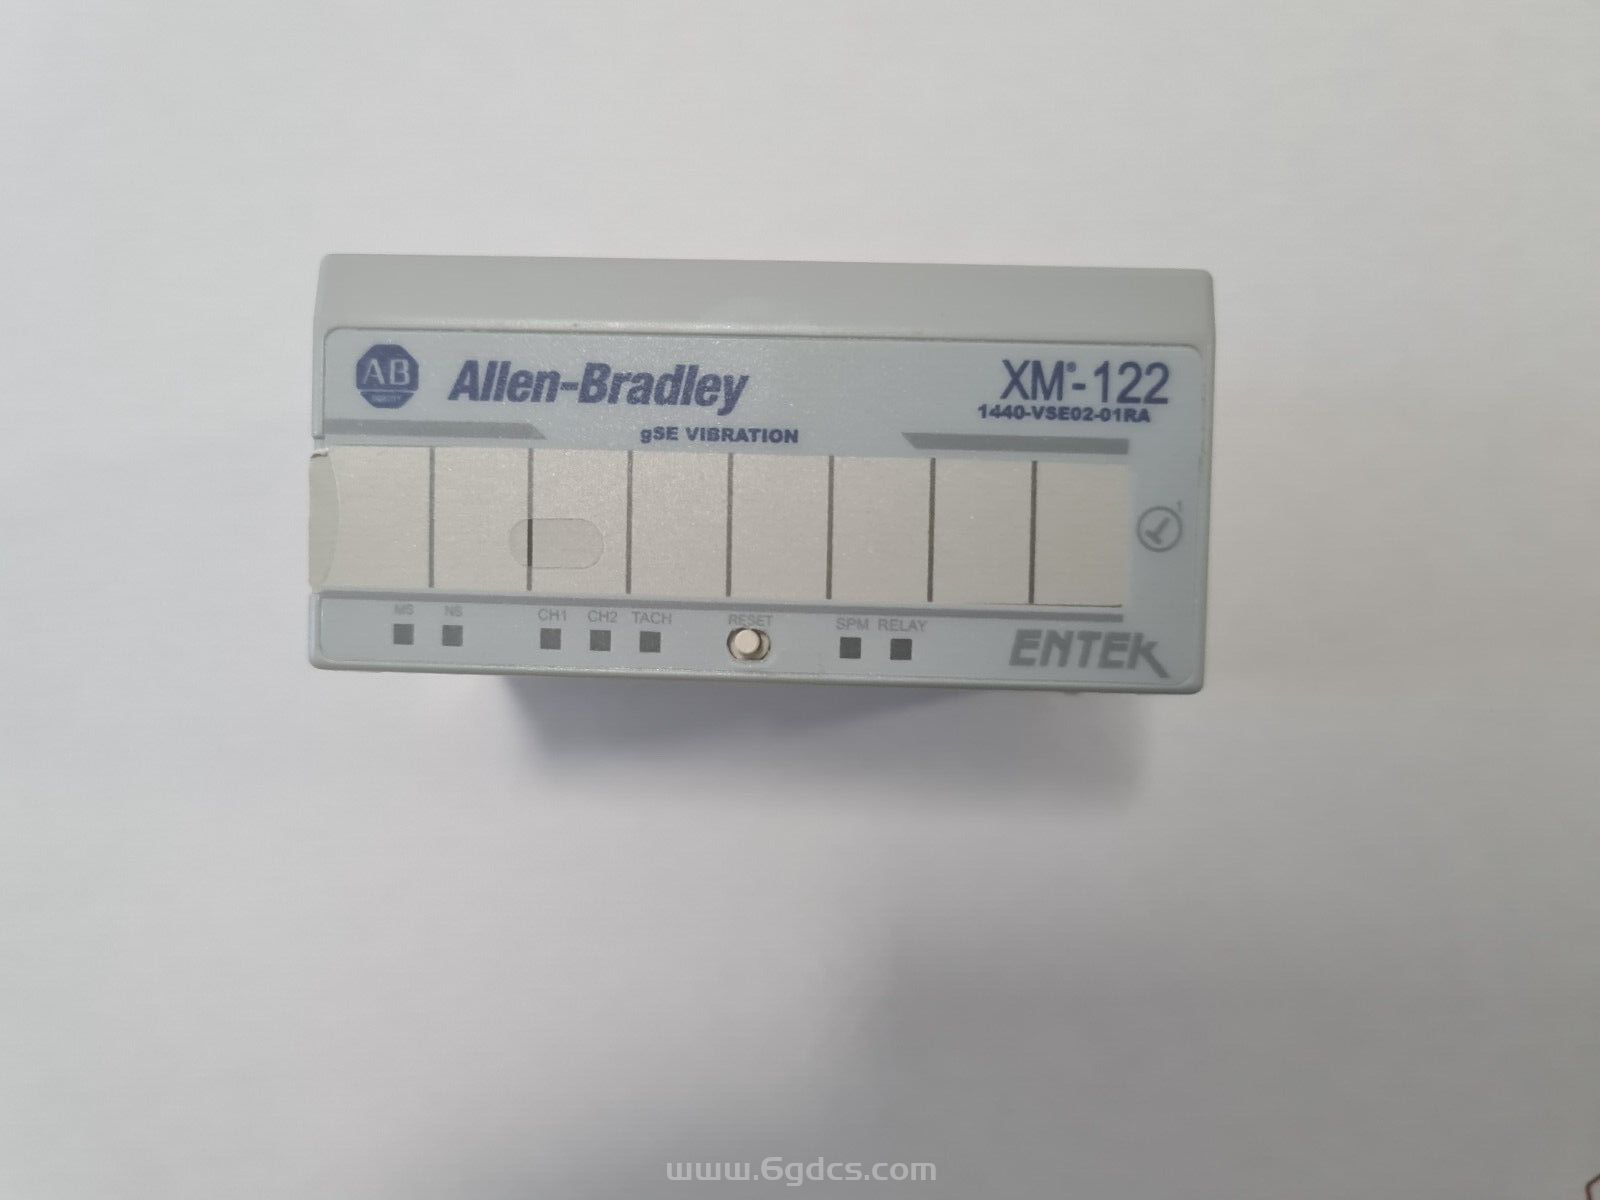 AB
Allen-Bradley
XM®-122
1440-VSE02-01RA
gSE VIBRATION
MS NS CH1 CH2 TACH RESET SPM RELAY
ENTEK
www.6gdcs.com